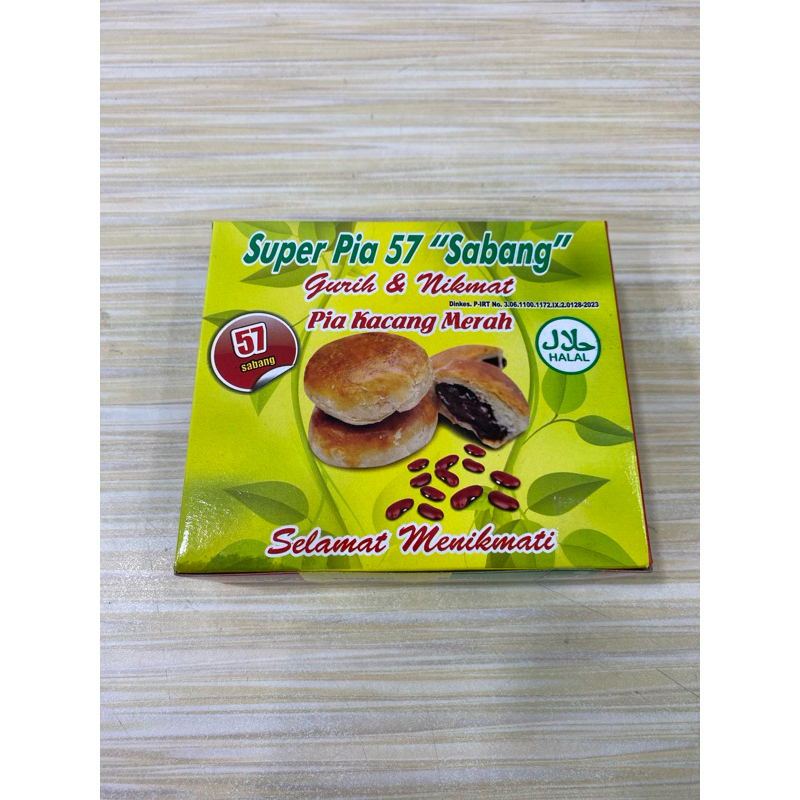 Super Pia 57 "Sabang"
Gurih & Nikmat
Dinkes. P-IRT No. 3.06.1100.1172.IX.2.0128-2023
Pia Kacang Merah
57
sabang
حلال
HALAL
Selamat Menikmati